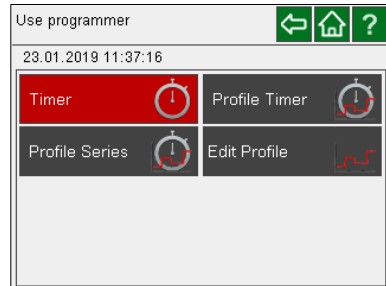 Use programmer
?
23.01.2019 11:37:16
Timer
Profile Timer
Profile Series
Edit Profile